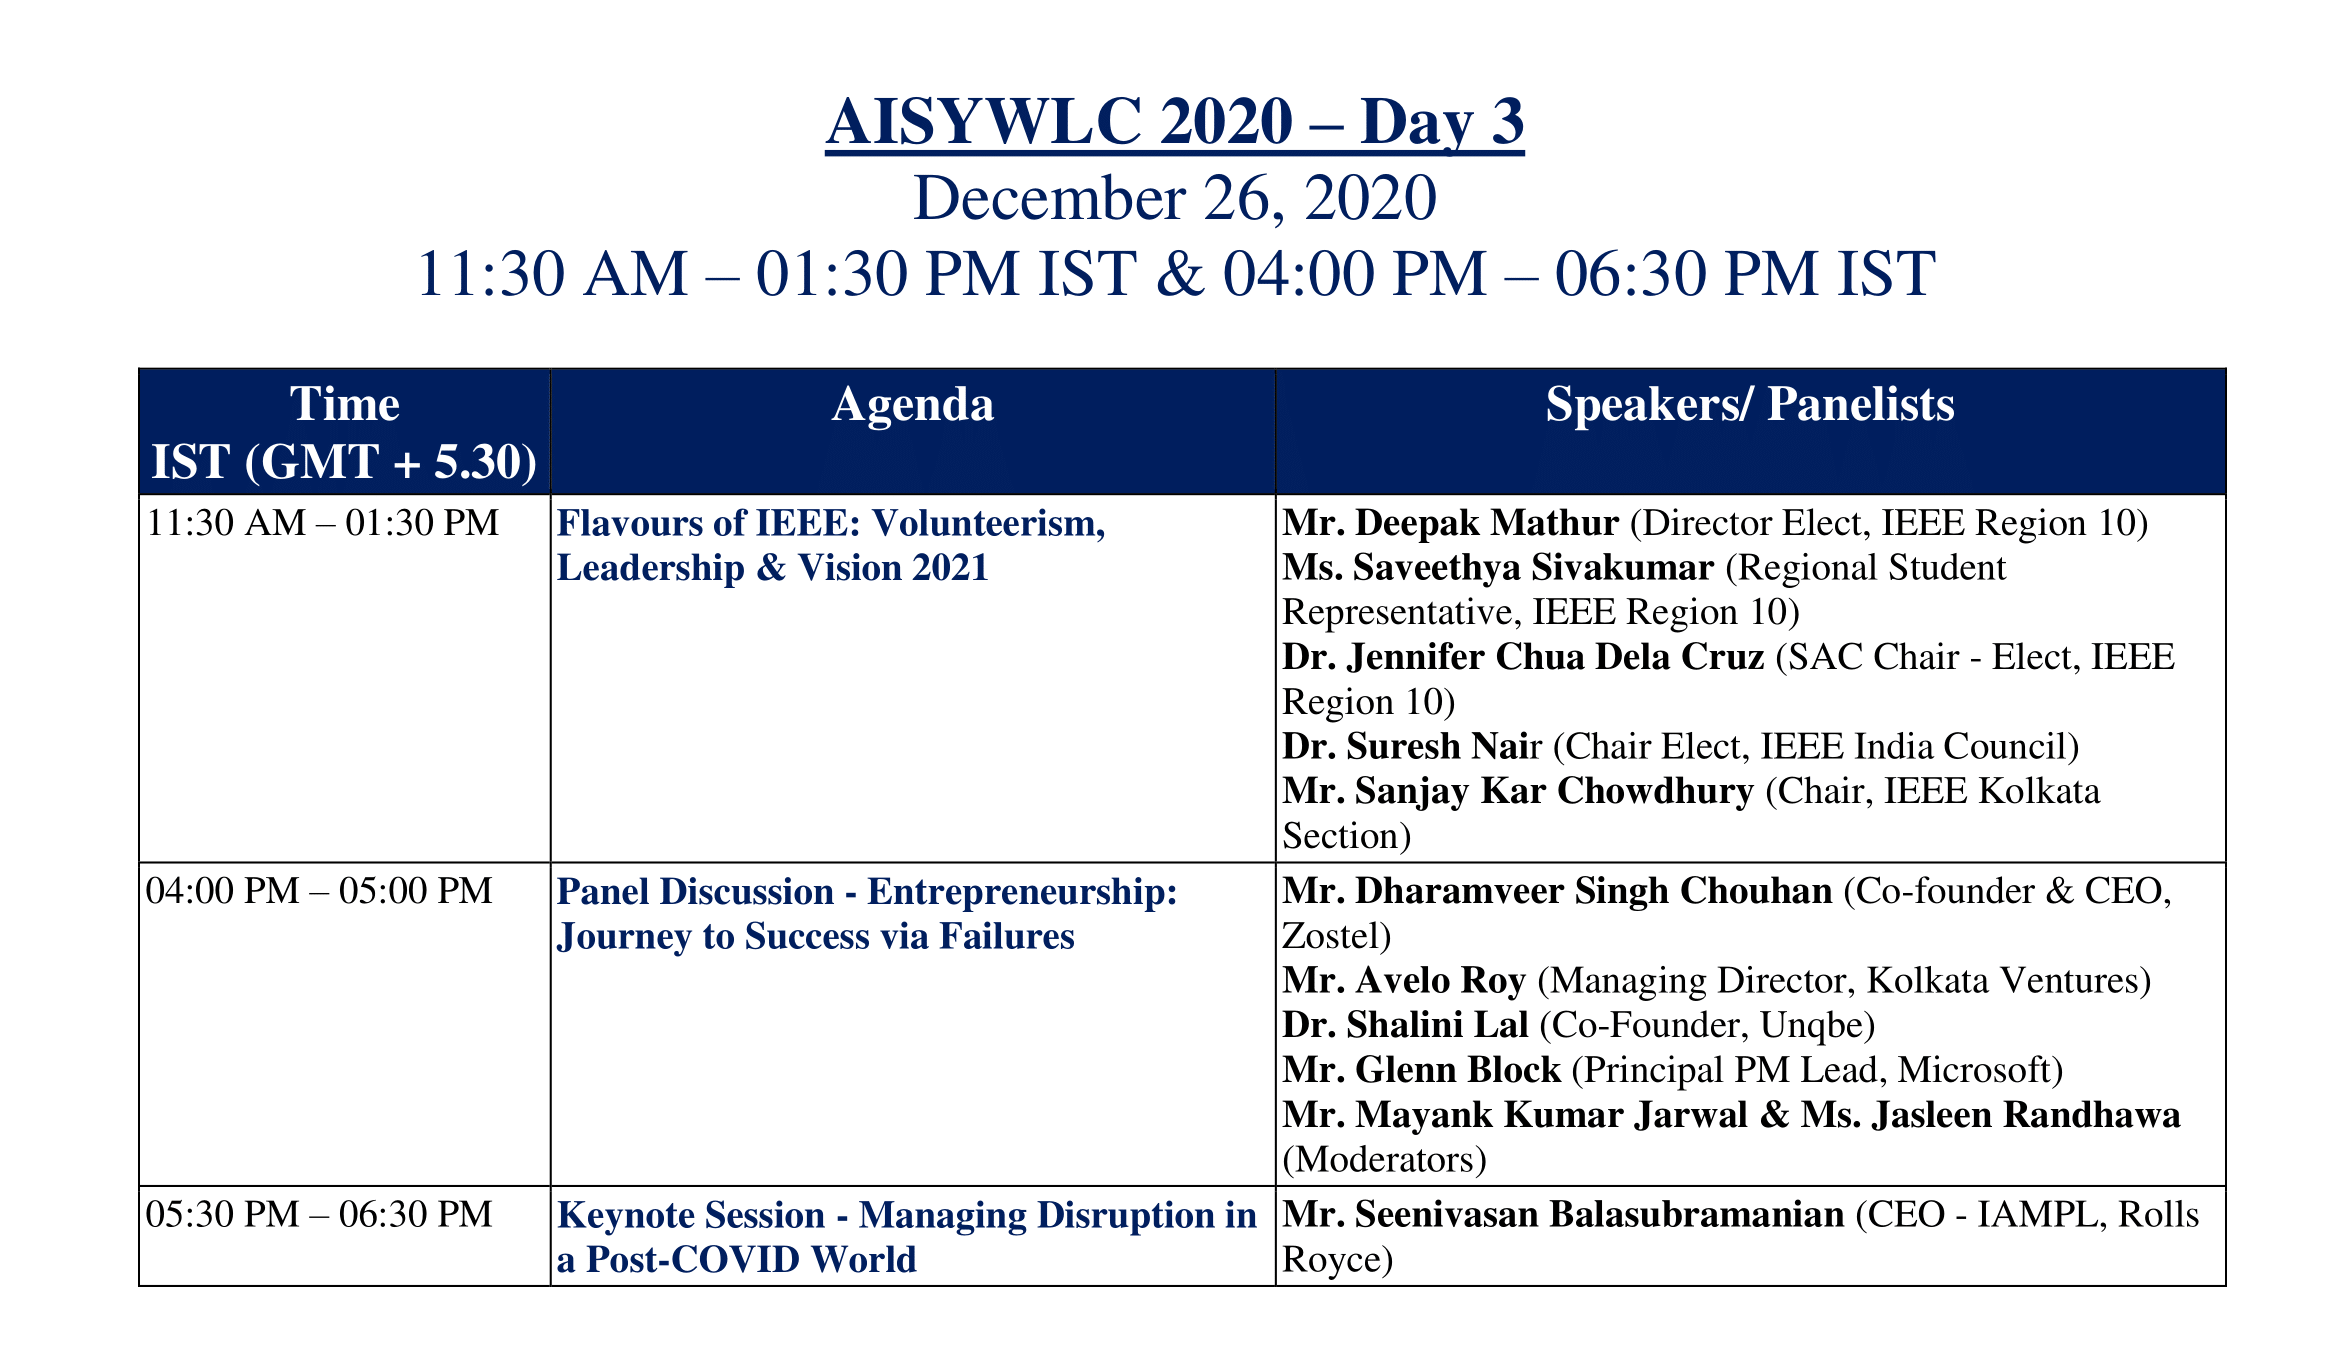 AISYWLC 2020 – Day 3
December 26, 2020
11:30 AM – 01:30 PM IST & 04:00 PM – 06:30 PM IST
Time
IST (GMT + 5.30)
Agenda
Speakers/ Panelists
11:30 AM – 01:30 PM
Flavours of IEEE: Volunteerism,
Leadership & Vision 2021
Mr. Deepak Mathur (Director Elect, IEEE Region 10)
Ms. Saveethya Sivakumar (Regional Student
Representative, IEEE Region 10)
Dr. Jennifer Chua Dela Cruz (SAC Chair - Elect, IEEE
Region 10)
Dr. Suresh Nair (Chair Elect, IEEE India Council)
Mr. Sanjay Kar Chowdhury (Chair, IEEE Kolkata
Section)
04:00 PM – 05:00 PM
Panel Discussion - Entrepreneurship:
Journey to Success via Failures
Mr. Dharamveer Singh Chouhan (Co-founder & CEO,
Zostel)
Mr. Avelo Roy (Managing Director, Kolkata Ventures)
Dr. Shalini Lal (Co-Founder, Unqbe)
Mr. Glenn Block (Principal PM Lead, Microsoft)
Mr. Mayank Kumar Jarwal & Ms. Jasleen Randhawa
(Moderators)
05:30 PM – 06:30 PM
Keynote Session - Managing Disruption in
a Post-COVID World
Mr. Seenivasan Balasubramanian (CEO - IAMPL, Rolls
Royce)